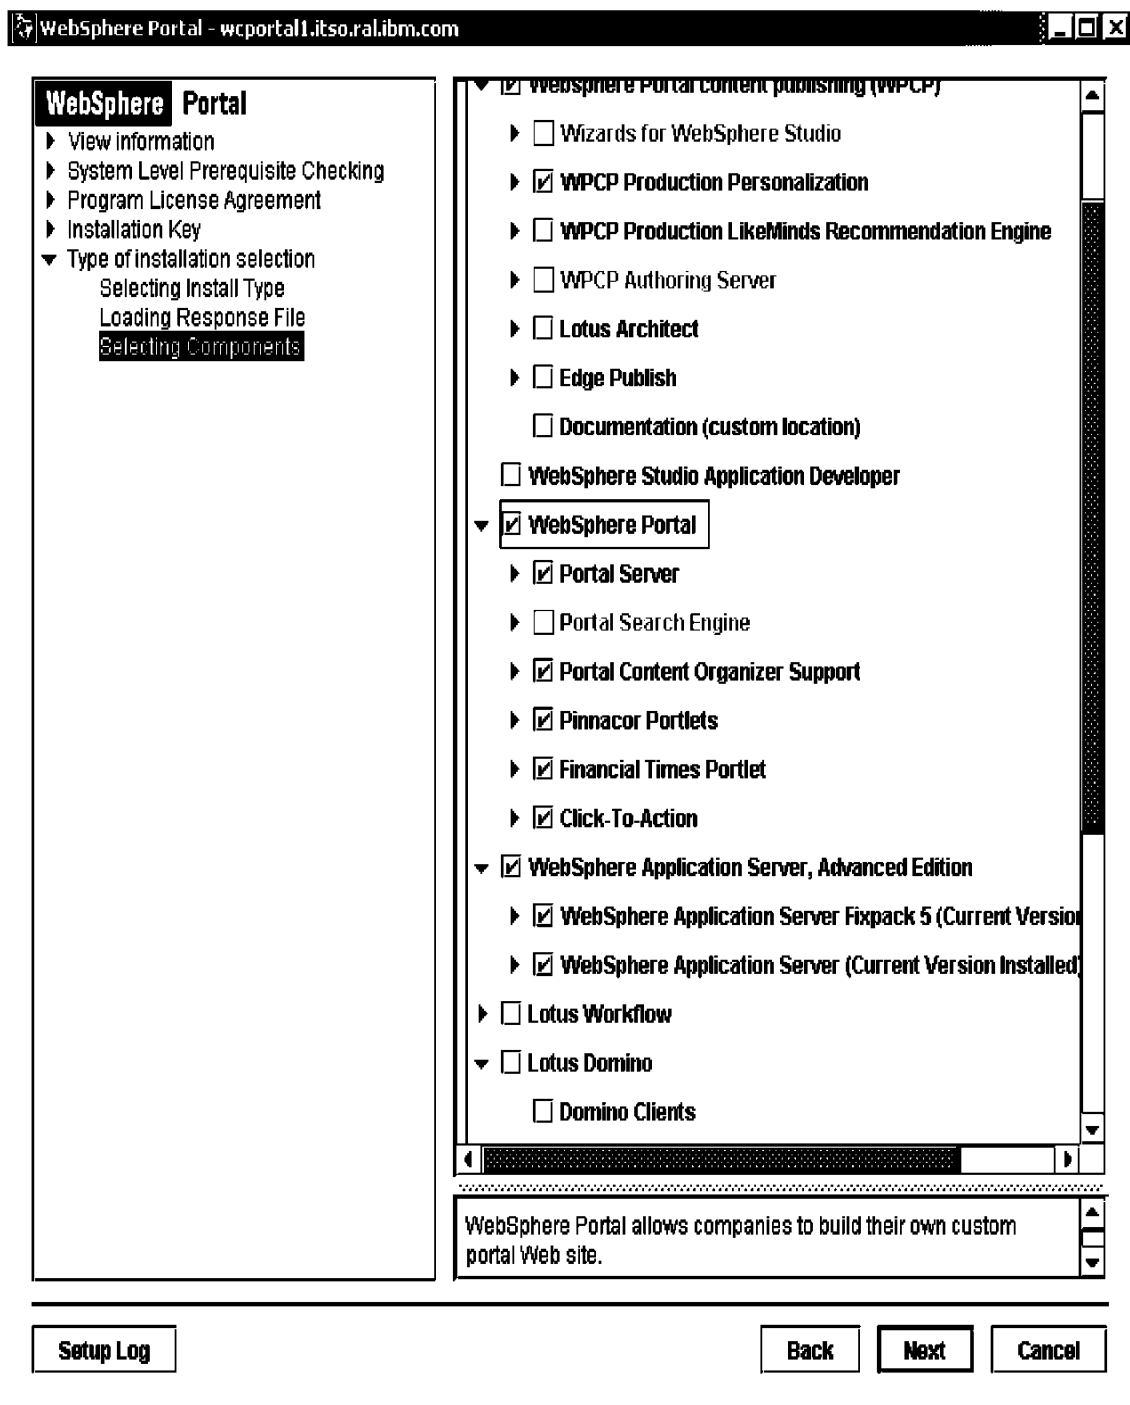 WebSphere Portal - wcportal1.itso.ral.ibm.com
WebSphere Portal
View information
System Level Prerequisite Checking
Program License Agreement
Installation Key
Type of installation selection
Selecting Install Type
Loading Response File
Selecting Components
Websphere Portal content publishing (WPCP)
Wizards for WebSphere Studio
WPCP Production Personalization
WPCP Production LikeMinds Recommendation Engine
WPCP Authoring Server
Lotus Architect
Edge Publish
Documentation (custom location)
WebSphere Studio Application Developer
WebSphere Portal
Portal Server
Portal Search Engine
Portal Content Organizer Support
Pinnacor Portlets
Financial Times Portlet
Click-To-Action
WebSphere Application Server, Advanced Edition
WebSphere Application Server Fixpack 5 (Current Version
WebSphere Application Server (Current Version Installed)
Lotus Workflow
Lotus Domino
Domino Clients
WebSphere Portal allows companies to build their own custom
portal Web site.
Setup Log
Back
Next
Cancel